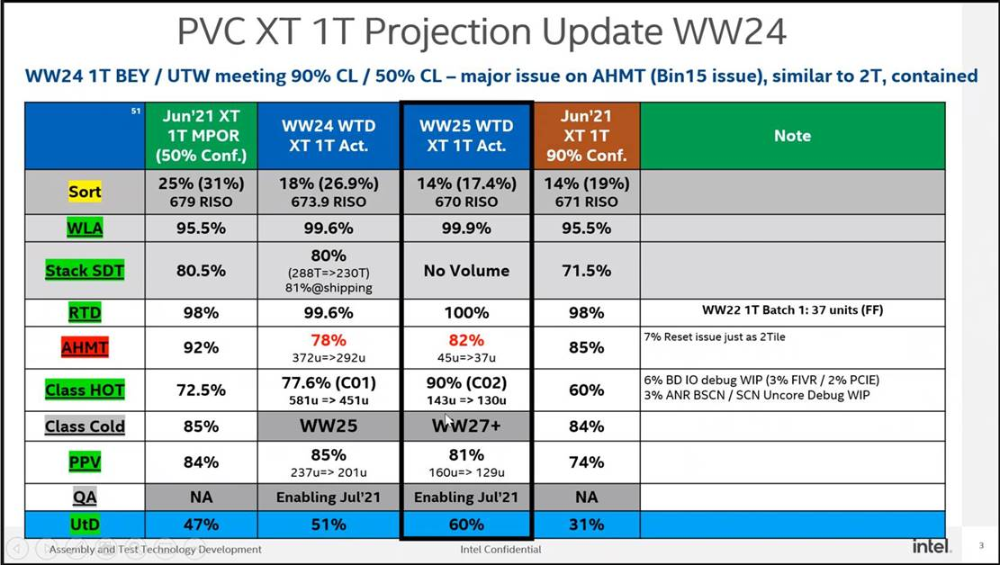 PVC XT 1T Projection Update WW24
WW24 1T BEY / UTW meeting 90% CL / 50% CL – major issue on AHMT (Bin15 issue), similar to 2T, contained
51
Jun'21 XT
1T MPOR
(50% Conf.)
WW24 WTD
XT 1T Act.
WW25 WTD
XT 1T Act.
Jun'21
XT 1T
90% Conf.
Note
Sort
25% (31%)
679 RISO
18% (26.9%)
673.9 RISO
14% (17.4%)
670 RISO
14% (19%)
671 RISO
WLA
95.5%
99.6%
99.9%
95.5%
Stack SDT
80.5%
80%
(288T=>230T)
81%@shipping
No Volume
71.5%
RTD
98%
99.6%
100%
98%
WW22 1T Batch 1: 37 units (FF)
AHMT
92%
78%
372u=>292u
82%
45u=>37u
85%
7% Reset issue just as 2Tile
Class HOT
72.5%
77.6% (C01)
581u => 451u
90% (C02)
143u => 130u
60%
6% BD IO debug WIP (3% FIVR / 2% PCIE)
3% ANR BSCN / SCN Uncore Debug WIP
Class Cold
85%
WW25
WW27+
84%
PPV
84%
85%
237u=> 201u
81%
160u=> 129u
74%
QA
NA
Enabling Jul'21
Enabling Jul'21
NA
UtD
47%
51%
60%
31%
Assembly and Test Technology Development
Intel Confidential
intel.
3